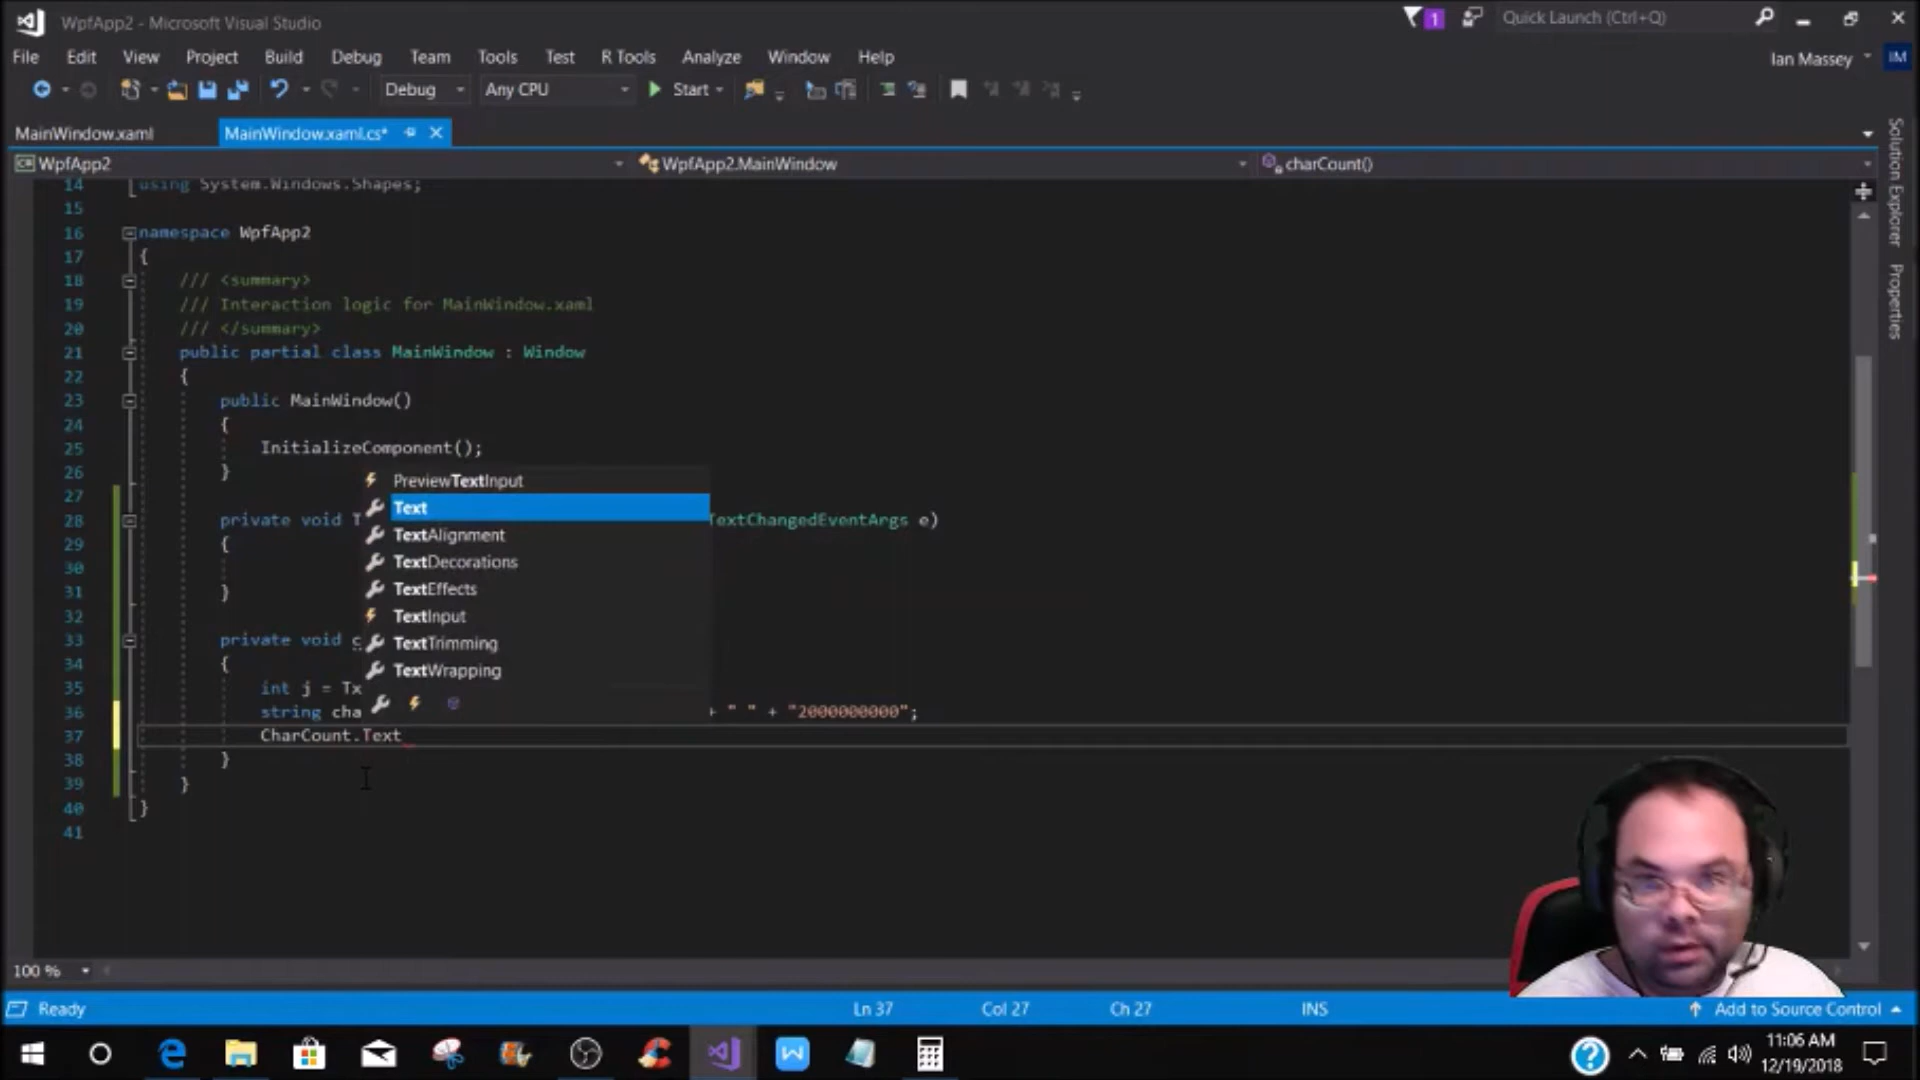 WpfApp2 - Microsoft Visual Studio
1
Quick Launch (Ctrl+Q)
File Edit View Project Build Debug Team Tools Test R Tools Analyze Window Help
Ian Massey
IM
Debug Any CPU Start
MainWindow.xaml MainWindow.xaml.cs*
WpfApp2 WpfApp2.MainWindow charCount()
Solution Explorer
Properties
14 using System.Windows.Shapes;
15
16 namespace WpfApp2
17 {
18 /// <summary>
19 /// Interaction logic for MainWindow.xaml
20 /// </summary>
21 public partial class MainWindow : Window
22 {
23 public MainWindow()
24 {
25 InitializeComponent();
26 }
27
28 private void T TextChangedEventArgs e)
29 {
30
31 }
32
33 private void c
34 {
35 int j = Tx
36 string cha + " " + "2000000000";
37 CharCount.Text
38 }
39 }
40 }
41
PreviewTextInput
Text
TextAlignment
TextDecorations
TextEffects
TextInput
TextTrimming
TextWrapping
100 %
Ready Ln 37 Col 27 Ch 27 INS Add to Source Control
11:06 AM
12/19/2018